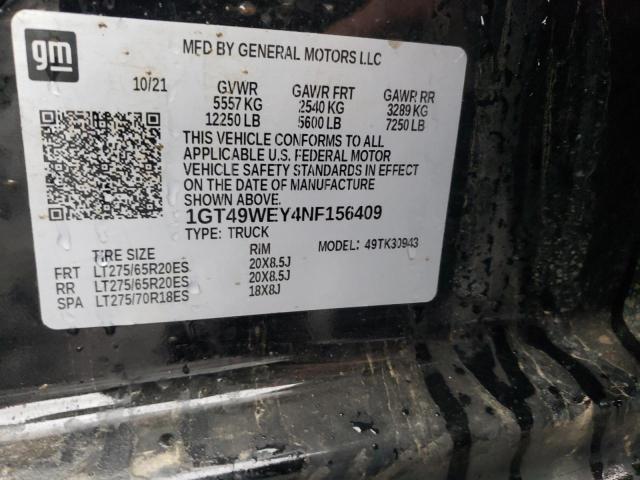 gm
MFD BY GENERAL MOTORS LLC
10/21 GVWR GAWR FRT GAWR RR
5557 KG 2540 KG 3289 KG
12250 LB 5600 LB 7250 LB
THIS VEHICLE CONFORMS TO ALL
APPLICABLE U.S. FEDERAL MOTOR
VEHICLE SAFETY STANDARDS IN EFFECT
ON THE DATE OF MANUFACTURE
SHOWN ABOVE.
1GT49WEY4NF156409
TYPE: TRUCK MODEL: 49TK30943
TIRE SIZE RIM
FRT LT275/65R20ES 20X8.5J
RR LT275/65R20ES 20X8.5J
SPA LT275/70R18ES 18X8J